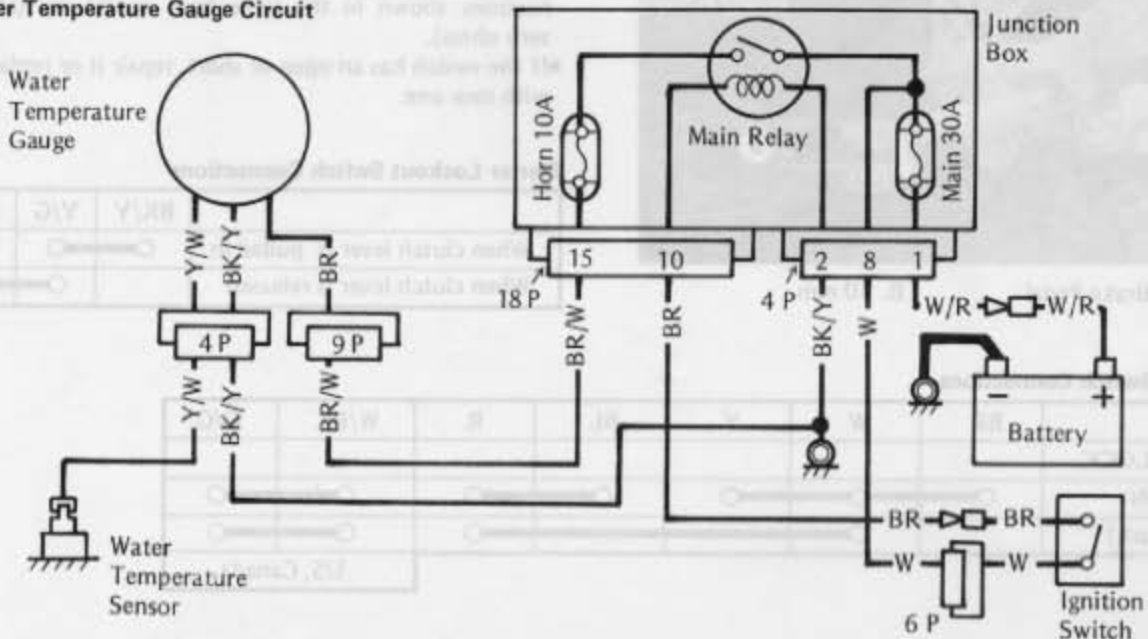 er Temperature Gauge Circuit
Water
Temperature
Gauge
Junction
Box
Horn 10A
Main Relay
Main 30A
Y/W
BK/Y
BR
15
10
2
8
1
18 P
4 P
4 P
9 P
W/R
W/R
Y/W
BK/Y
BR/W
BR/W
BR
BK/Y
W
−
+
Battery
BR
BR
W
W
6 P
Ignition
Switch
Water
Temperature
Sensor